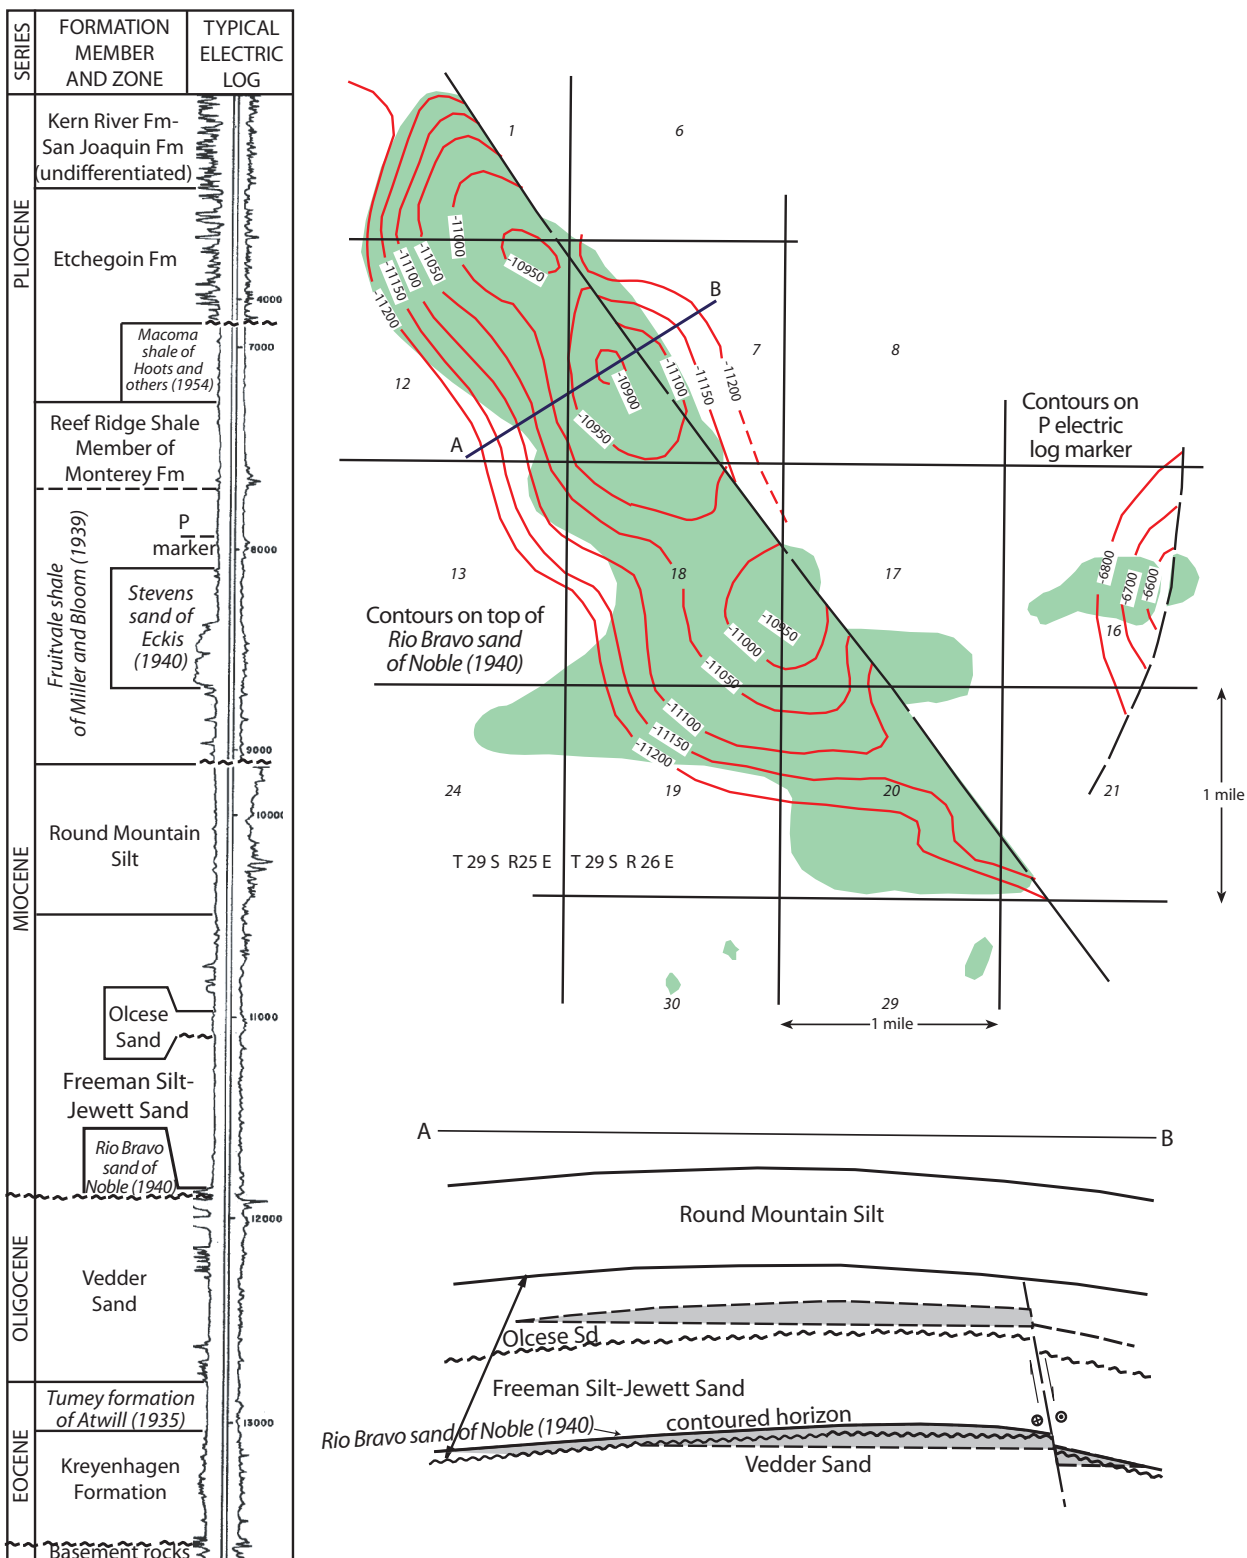 SERIES
FORMATION
MEMBER
AND ZONE
TYPICAL
ELECTRIC
LOG
PLIOCENE
MIOCENE
OLIGOCENE
EOCENE
Kern River Fm-
San Joaquin Fm
(undifferentiated)
Etchegoin Fm
4000
Macoma
shale of
Hoots and
others (1954)
7000
Reef Ridge Shale
Member of
Monterey Fm
Fruitvale shale
of Miller and Bloom (1939)
P
marker
8000
Stevens
sand of
Eckis
(1940)
9000
Round Mountain
Silt
10000
Olcese
Sand
11000
Freeman Silt-
Jewett Sand
Rio Bravo
sand of
Noble (1940)
12000
Vedder
Sand
Tumey formation
of Atwill (1935)
13000
Kreyenhagen
Formation
Basement rocks
1
6
-11000
-10950
-11050
-11100
-11150
-11200
B
7
8
12
-10900
-11100
-11150
-11200
-10950
A
Contours on
P electric
log marker
13
18
17
-6800
-6700
-6600
16
Contours on top of
Rio Bravo sand
of Noble (1940)
-10950
-11000
-11050
-11100
-11150
-11200
24
19
20
21
1 mile
T 29 S R25 E
T 29 S R 26 E
30
29
1 mile
A
B
Round Mountain Silt
Olcese Sd
Freeman Silt-Jewett Sand
Rio Bravo sand of Noble (1940)
contoured horizon
Vedder Sand